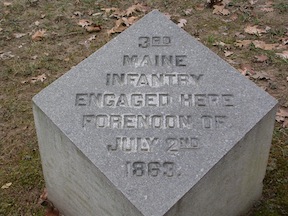 3RD
MAINE
INFANTRY
ENGAGED HERE
FORENOON OF
JULY 2ND
1863.